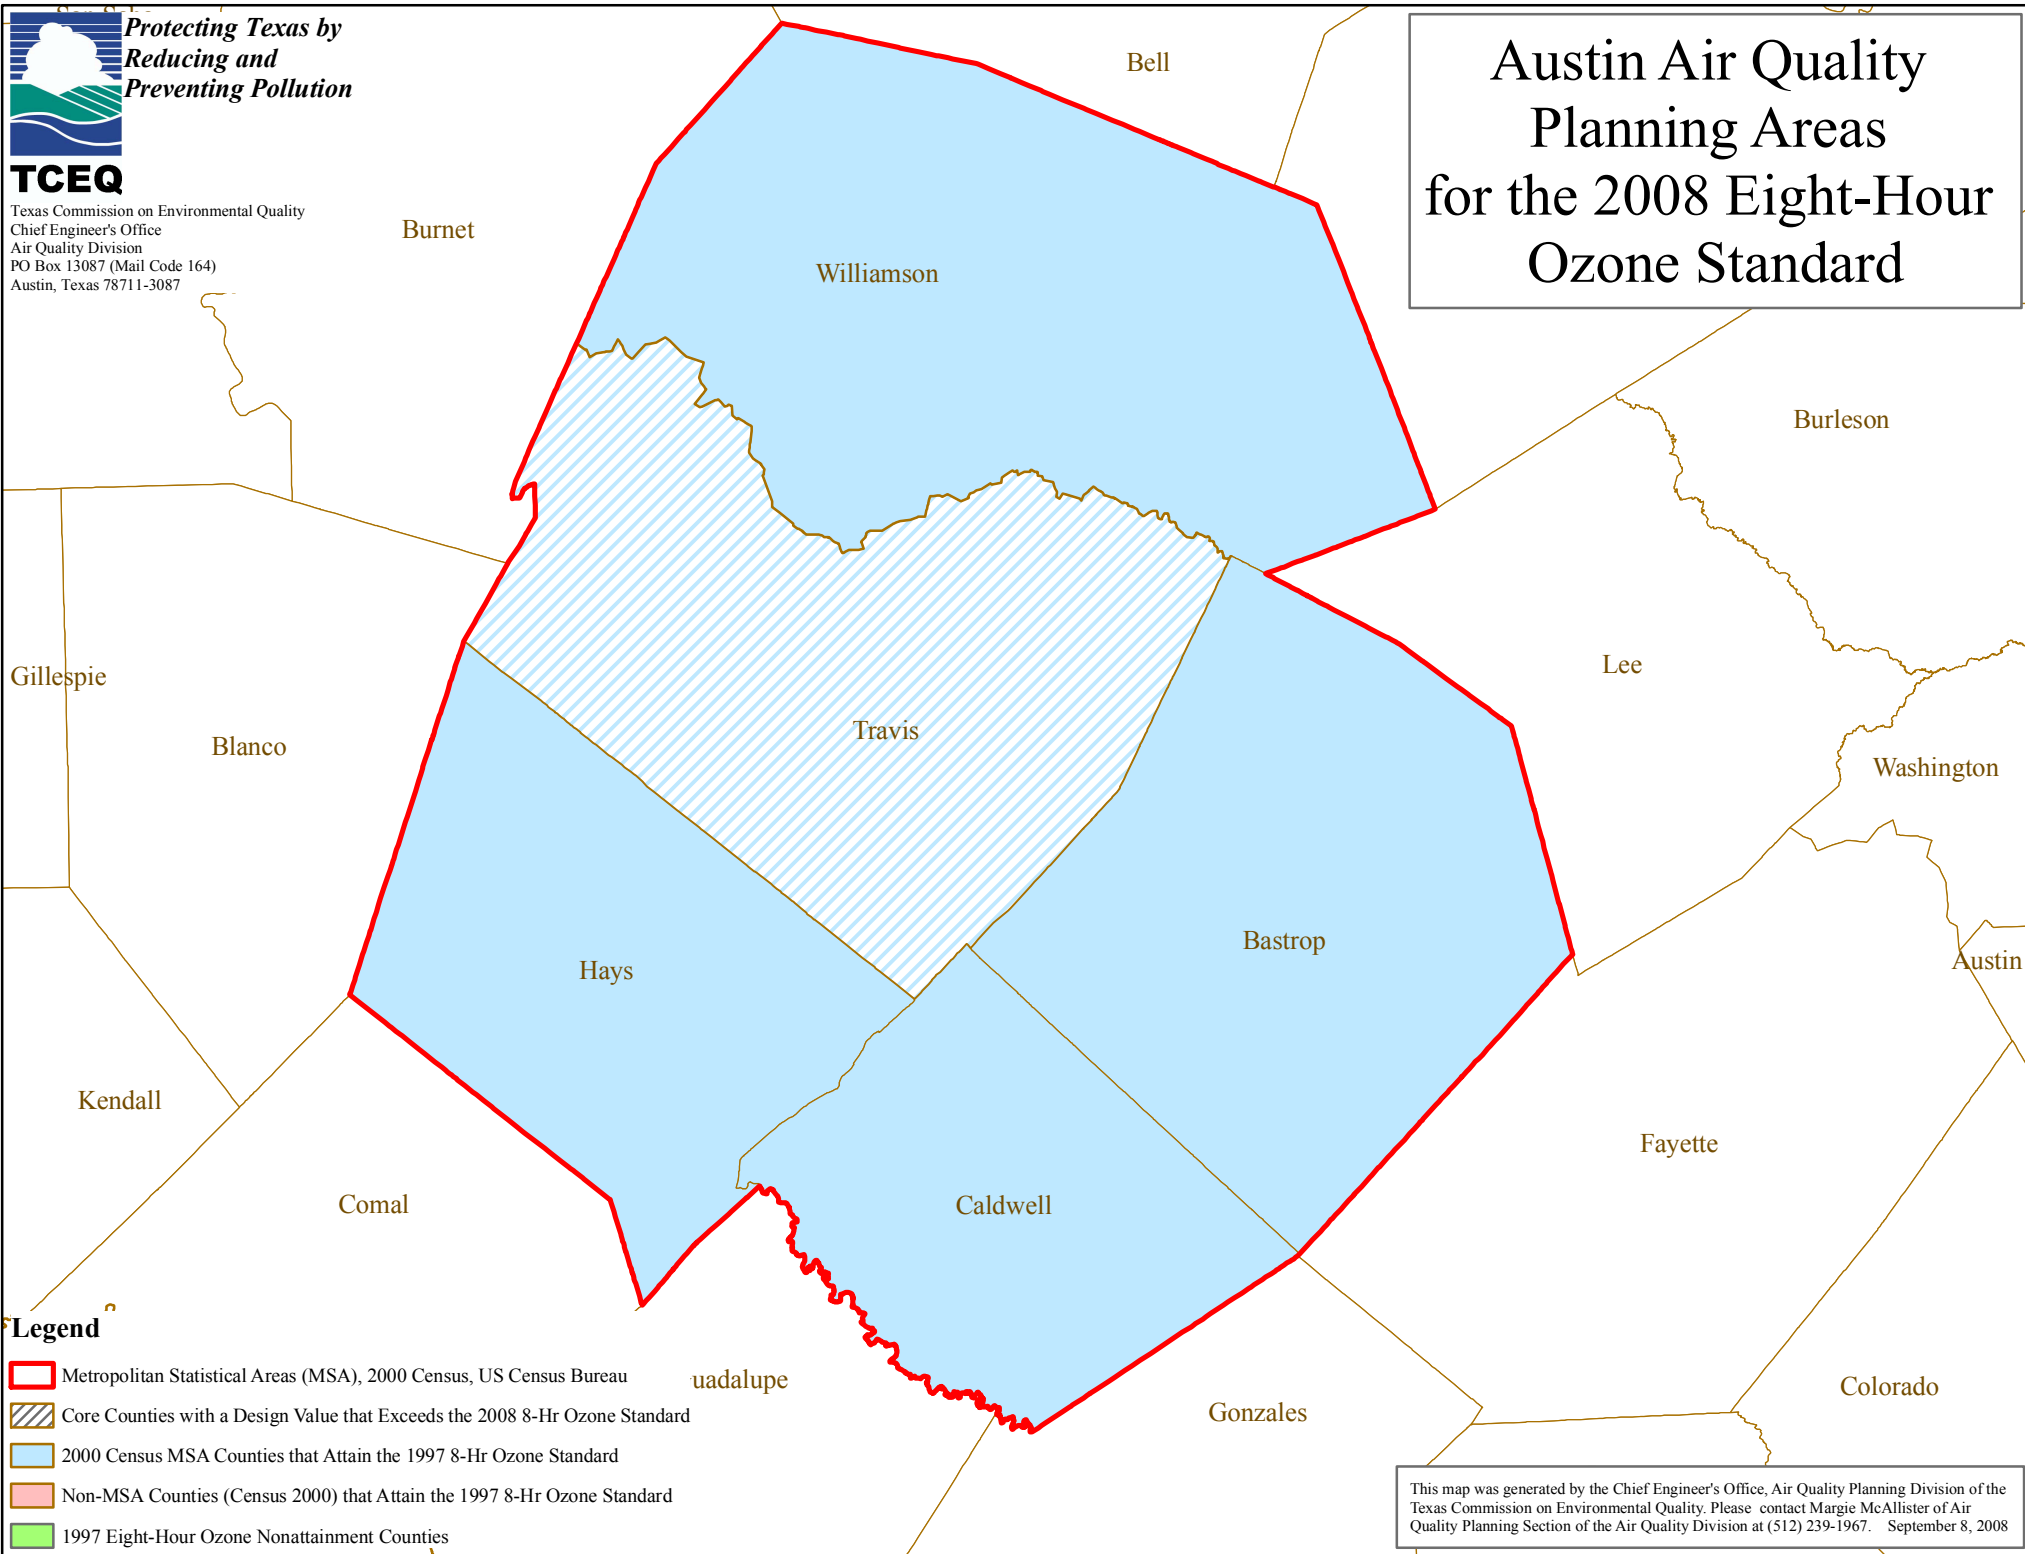 Protecting Texas by
Reducing and
Preventing Pollution
TCEQ
Texas Commission on Environmental Quality
Chief Engineer's Office
Air Quality Division
PO Box 13087 (Mail Code 164)
Austin, Texas 78711-3087
Austin Air Quality
Planning Areas
for the 2008 Eight-Hour
Ozone Standard
Bell
Burnet
Williamson
Burleson
Gillespie
Blanco
Travis
Lee
Washington
Hays
Bastrop
Austin
Kendall
Comal
Caldwell
Fayette
uadalupe
Gonzales
Colorado
Legend
Metropolitan Statistical Areas (MSA), 2000 Census, US Census Bureau
Core Counties with a Design Value that Exceeds the 2008 8-Hr Ozone Standard
2000 Census MSA Counties that Attain the 1997 8-Hr Ozone Standard
Non-MSA Counties (Census 2000) that Attain the 1997 8-Hr Ozone Standard
1997 Eight-Hour Ozone Nonattainment Counties
This map was generated by the Chief Engineer's Office, Air Quality Planning Division of the
Texas Commission on Environmental Quality. Please contact Margie McAllister of Air
Quality Planning Section of the Air Quality Division at (512) 239-1967. September 8, 2008